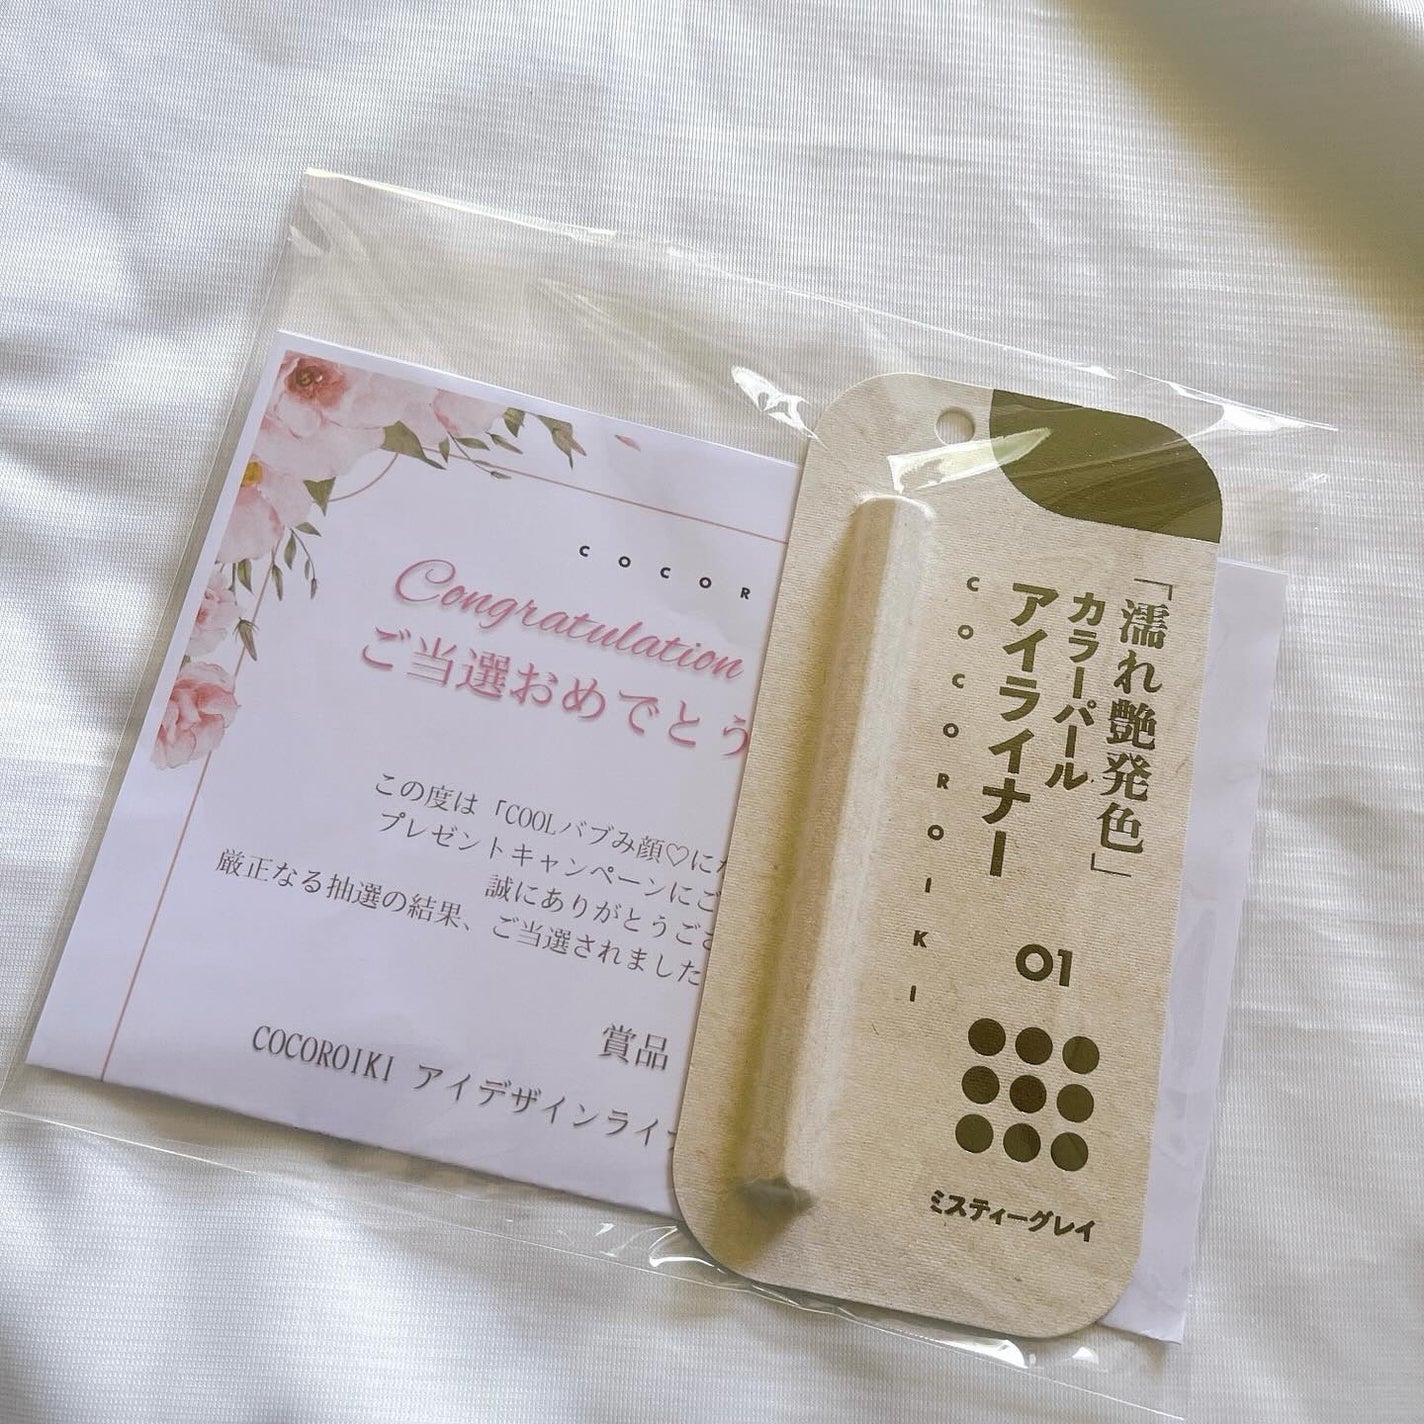 COCOR
Congratulation
ご当選おめでとう
この度は「COOLバブみ顔♡に
プレゼントキャンペーンにご
誠にありがとうご
厳正なる抽選の結果、ご当選されました
賞品
COCOROIKI アイデザインライ
「濡れ艶発色」
カラーパール
アイライナー
COCOROIKI
01
ミスティーグレイ